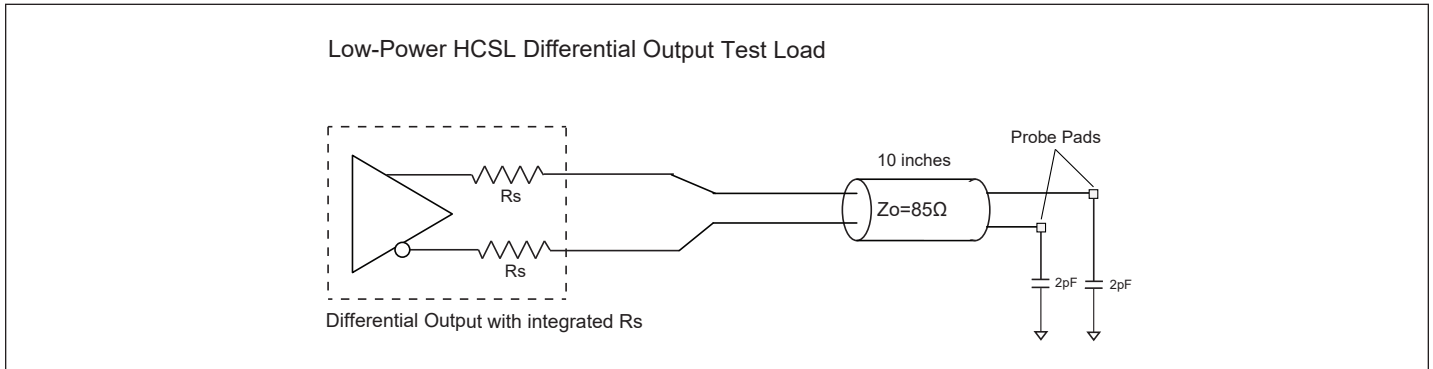 Low-Power HCSL Differential Output Test Load
Probe Pads
10 inches
Rs
Zo=85Ω
Rs
2pF
2pF
Differential Output with integrated Rs